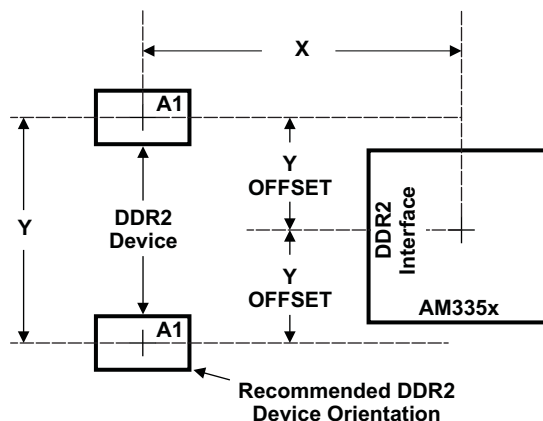 X
A1
Y
OFFSET
Y
DDR2
Device
DDR2
Interface
Y
OFFSET
A1
AM335x
Recommended DDR2
Device Orientation